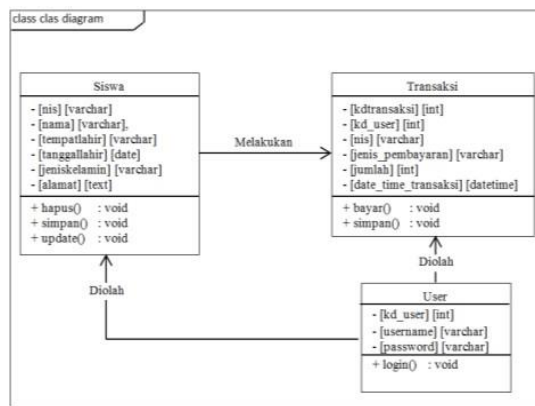 class clas diagram
Siswa
- [nis] [varchar]
- [nama] [varchar],
- [tempatlahir] [varchar]
- [tanggallahir] [date]
- [jeniskelamin] [varchar]
- [alamat] [text]
+ hapus() : void
+ simpan() : void
+ update() : void
Melakukan
Transaksi
- [kdtransaksi] [int]
- [kd_user] [int]
- [nis] [varchar]
- [jenis_pembayaran] [varchar]
- [jumlah] [int]
- [date_time_transaksi] [datetime]
+ bayar() : void
+ simpan() : void
Diolah
Diolah
User
- [kd_user] [int]
- [username] [varchar]
- [password] [varchar]
+ login() : void